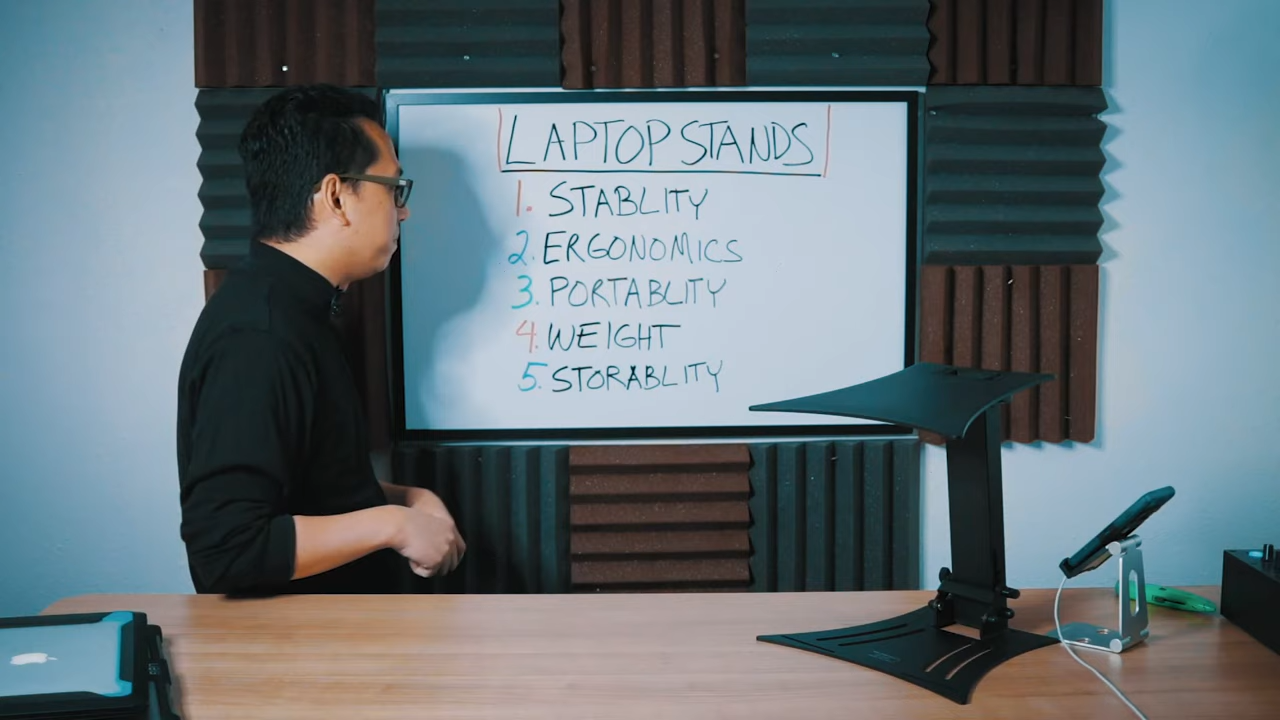 LAPTOP STANDS
1. STABLITY
2. ERGONOMICS
3. PORTABLITY
4. WEIGHT
5. STORABLITY